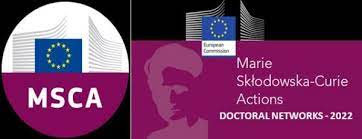 MSCA
European
Commission
Marie
Skłodowska-Curie
Actions
DOCTORAL NETWORKS - 2022